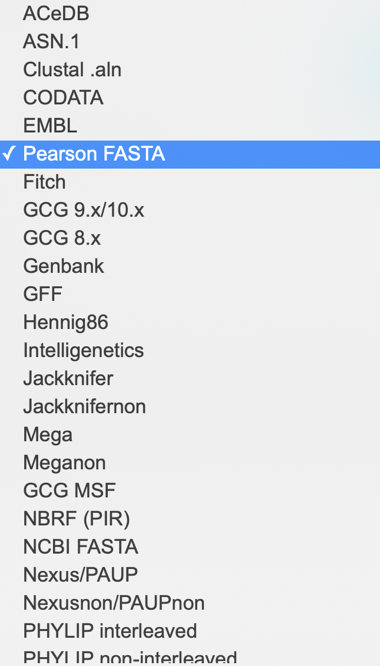 ACeDB
ASN.1
Clustal .aln
CODATA
EMBL
✓ Pearson FASTA
Fitch
GCG 9.x/10.x
GCG 8.x
Genbank
GFF
Hennig86
Intelligenetics
Jackknifer
Jackknifernon
Mega
Meganon
GCG MSF
NBRF (PIR)
NCBI FASTA
Nexus/PAUP
Nexusnon/PAUPnon
PHYLIP interleaved
PHYLIP non-interleaved